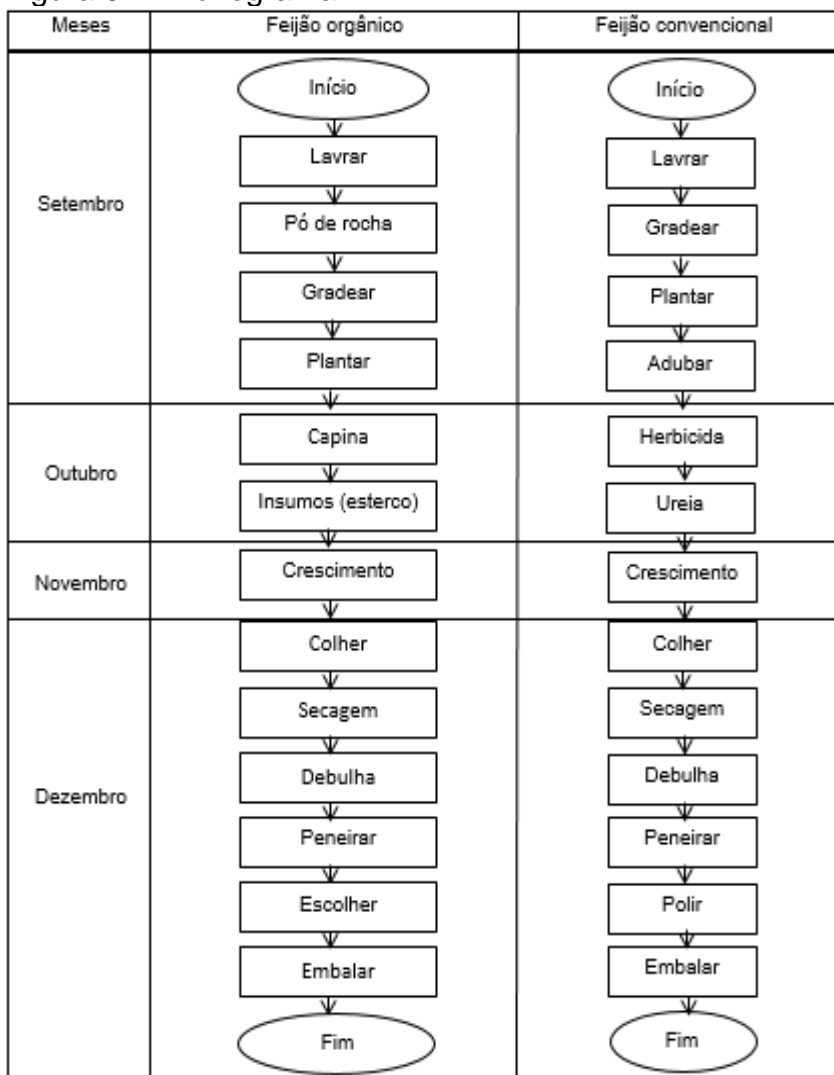 Meses Feijão orgânico Feijão convencional
Setembro
Início
Lavrar
Pó de rocha
Gradear
Plantar
Início
Lavrar
Gradear
Plantar
Adubar
Outubro
Capina
Insumos (esterco)
Herbicida
Ureia
Novembro
Crescimento
Crescimento
Dezembro
Colher
Secagem
Debulha
Peneirar
Escolher
Embalar
Fim
Colher
Secagem
Debulha
Peneirar
Polir
Embalar
Fim